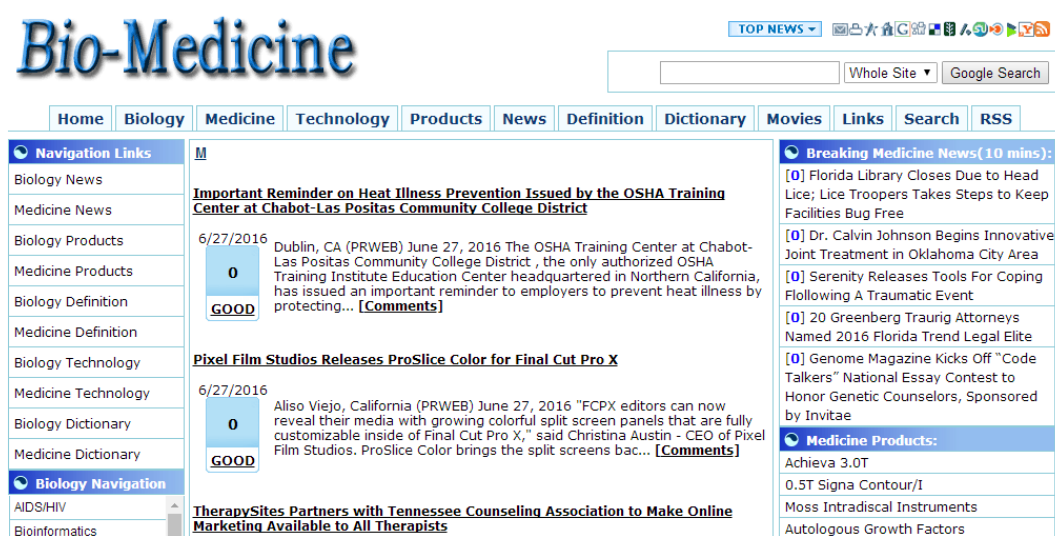 Bio-Medicine
TOP NEWS
Whole Site
Google Search
Home Biology Medicine Technology Products News Definition Dictionary Movies Links Search RSS
Navigation Links
Biology News
Medicine News
Biology Products
Medicine Products
Biology Definition
Medicine Definition
Biology Technology
Medicine Technology
Biology Dictionary
Medicine Dictionary
Biology Navigation
AIDS/HIV
Bioinformatics
M
Important Reminder on Heat Illness Prevention Issued by the OSHA Training
Center at Chabot-Las Positas Community College District
6/27/2016
0
GOOD
Dublin, CA (PRWEB) June 27, 2016 The OSHA Training Center at Chabot-
Las Positas Community College District , the only authorized OSHA
Training Institute Education Center headquartered in Northern California,
has issued an important reminder to employers to prevent heat illness by
protecting... [Comments]
Pixel Film Studios Releases ProSlice Color for Final Cut Pro X
6/27/2016
0
GOOD
Aliso Viejo, California (PRWEB) June 27, 2016 "FCPX editors can now
reveal their media with growing colorful split screen panels that are fully
customizable inside of Final Cut Pro X," said Christina Austin - CEO of Pixel
Film Studios. ProSlice Color brings the split screens bac... [Comments]
TherapySites Partners with Tennessee Counseling Association to Make Online
Marketing Available to All Therapists
Breaking Medicine News(10 mins):
[0] Florida Library Closes Due to Head
Lice; Lice Troopers Takes Steps to Keep
Facilities Bug Free
[0] Dr. Calvin Johnson Begins Innovative
Joint Treatment in Oklahoma City Area
[0] Serenity Releases Tools For Coping
Flollowing A Traumatic Event
[0] 20 Greenberg Traurig Attorneys
Named 2016 Florida Trend Legal Elite
[0] Genome Magazine Kicks Off “Code
Talkers” National Essay Contest to
Honor Genetic Counselors, Sponsored
by Invitae
Medicine Products:
Achieva 3.0T
0.5T Signa Contour/I
Moss Intradiscal Instruments
Autologous Growth Factors